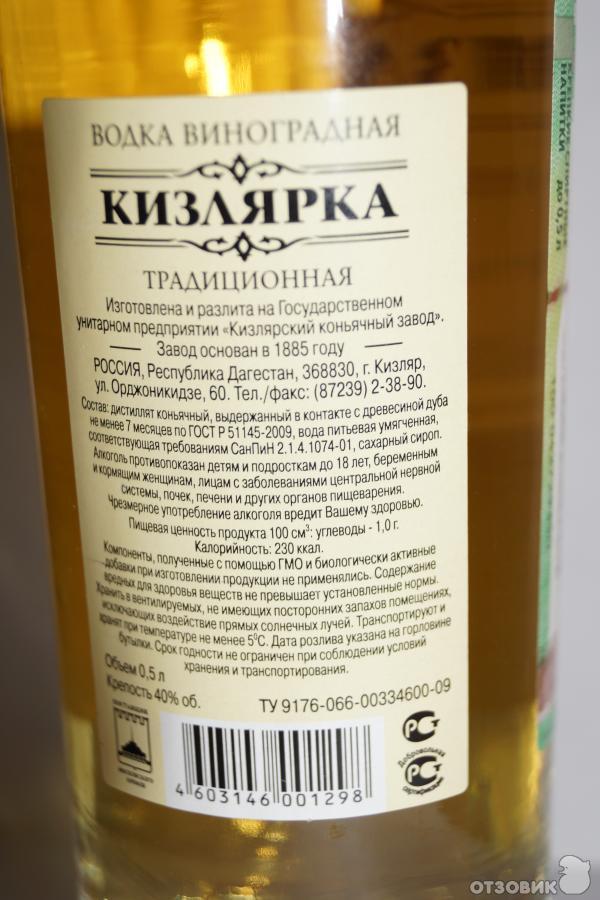 ВОДКА ВИНОГРАДНАЯ
КИЗЛЯРКА
ТРАДИЦИОННАЯ
Изготовлена и разлита на Государственном
унитарном предприятии «Кизлярский коньячный завод».
Завод основан в 1885 году
РОССИЯ, Республика Дагестан, 368830, г. Кизляр,
ул. Орджоникидзе, 60. Тел./факс: (87239) 2-38-90.
Состав: дистиллят коньячный, выдержанный в контакте с древесиной дуба
не менее 7 месяцев по ГОСТ Р 51145-2009, вода питьевая умягченная,
соответствующая требованиям СанПиН 2.1.4.1074-01, сахарный сироп.
Алкоголь противопоказан детям и подросткам до 18 лет, беременным
и кормящим женщинам, лицам с заболеваниями центральной нервной
системы, почек, печени и других органов пищеварения.
Чрезмерное употребление алкоголя вредит Вашему здоровью.
Пищевая ценность продукта 100 см³: углеводы - 1,0 г.
Калорийность: 230 ккал.
Компоненты, полученные с помощью ГМО и биологически активные
добавки при изготовлении продукции не применялись. Содержание
вредных для здоровья веществ не превышает установленные нормы.
Хранить в вентилируемых, не имеющих посторонних запахов помещениях,
исключающих воздействие прямых солнечных лучей. Транспортируют и
хранят при температуре не менее 5⁰С. Дата розлива указана на горловине
бутылки. Срок годности не ограничен при соблюдении условий
хранения и транспортирования.
Объем 0,5 л
Крепость 40% об.
ТУ 9176-066-00334600-09
4 603146 001298
РСТ
Добровольная
РСТ
сертификация
НАПИТКИ
до 0,5 л
ОТЗОВИК